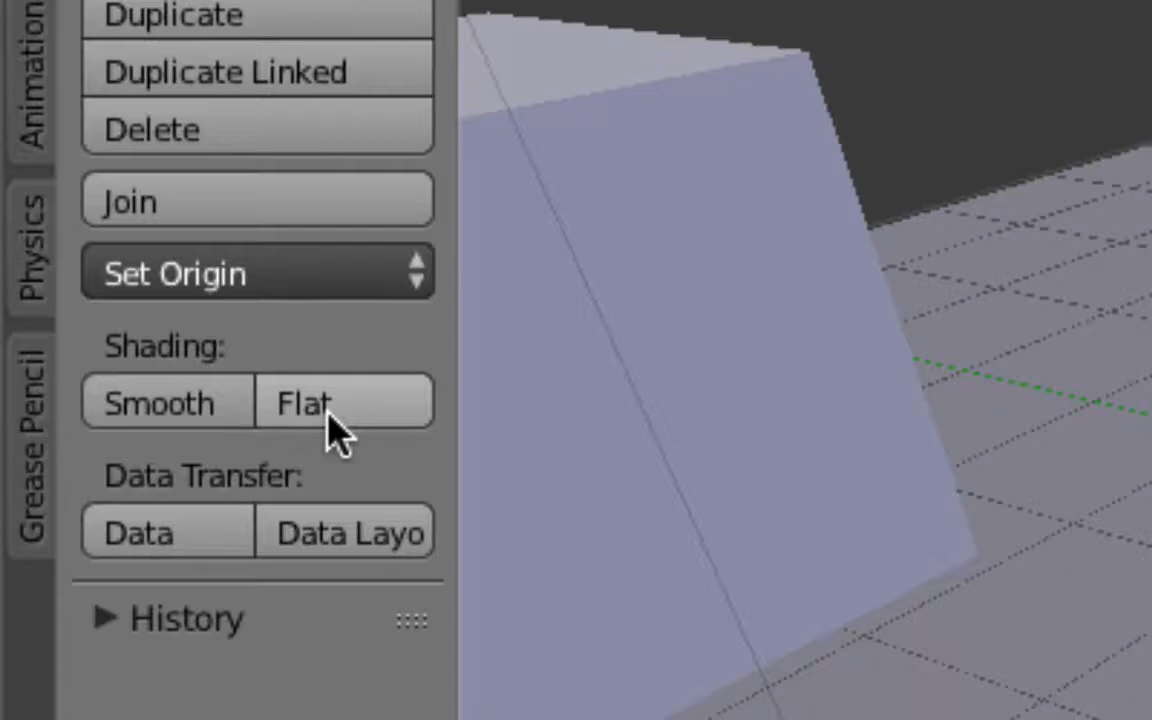 Animation
Physics
Grease Pencil
Duplicate
Duplicate Linked
Delete
Join
Set Origin
Shading:
Smooth Flat
Data Transfer:
Data Data Layo
History